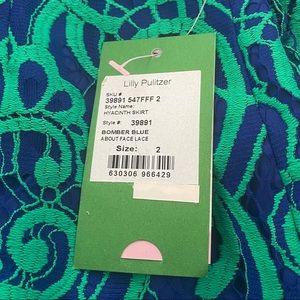 Lilly Pulitzer
SKU #
39891 547FFF 2
Style Name:
HYACINTH SKIRT
Style #: 39891
BOMBER BLUE
ABOUT FACE LACE
Size: 2
630306 966429